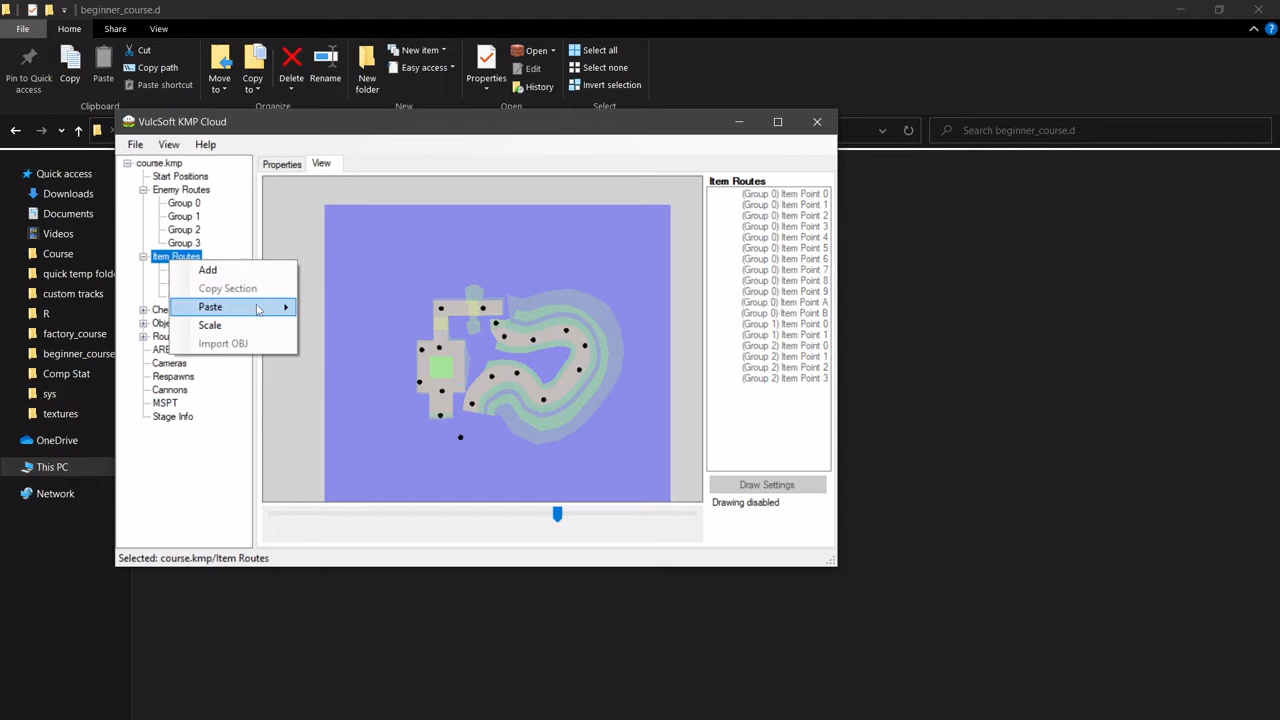 beginner_course.d
File
Home
Share
View
Pin to Quick access
Copy
Paste
Cut
Copy path
Paste shortcut
Move to
Copy to
Delete
Rename
New folder
New item
Easy access
Properties
Open
Edit
History
Select all
Select none
Invert selection
Clipboard
Organize
New
Open
Select
Search beginner_course.d
Quick access
Downloads
Documents
Videos
Course
quick temp folde
custom tracks
R
factory_course
beginner_course
Comp Stat
sys
textures
OneDrive
This PC
Network
VulcSoft KMP Cloud
File
View
Help
course.kmp
Start Positions
Enemy Routes
Group 0
Group 1
Group 2
Group 3
Item Routes
Che
Obje
Rou
ARE
Cameras
Respawns
Cannons
MSPT
Stage Info
Add
Copy Section
Paste
Scale
Import OBJ
Properties
View
Item Routes
(Group 0) Item Point 0
(Group 0) Item Point 1
(Group 0) Item Point 2
(Group 0) Item Point 3
(Group 0) Item Point 4
(Group 0) Item Point 5
(Group 0) Item Point 6
(Group 0) Item Point 7
(Group 0) Item Point 8
(Group 0) Item Point 9
(Group 0) Item Point A
(Group 0) Item Point B
(Group 1) Item Point 0
(Group 1) Item Point 1
(Group 2) Item Point 0
(Group 2) Item Point 1
(Group 2) Item Point 2
(Group 2) Item Point 3
Draw Settings
Drawing disabled
Selected: course.kmp/Item Routes